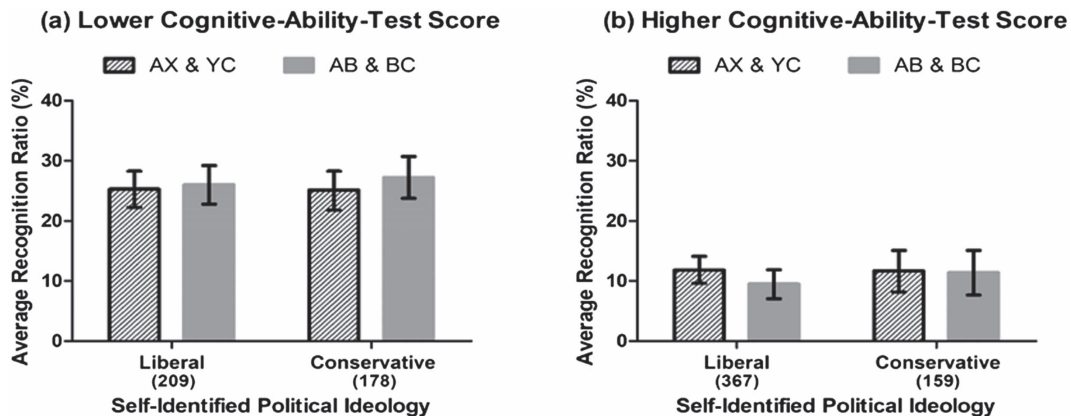 (a) Lower Cognitive-Ability-Test Score
AX & YC
AB & BC
Average Recognition Ratio (%)
40
30
20
10
0
Liberal
(209)
Conservative
(178)
Self-Identified Political Ideology
(b) Higher Cognitive-Ability-Test Score
AX & YC
AB & BC
Average Recognition Ratio (%)
40
30
20
10
0
Liberal
(367)
Conservative
(159)
Self-Identified Political Ideology